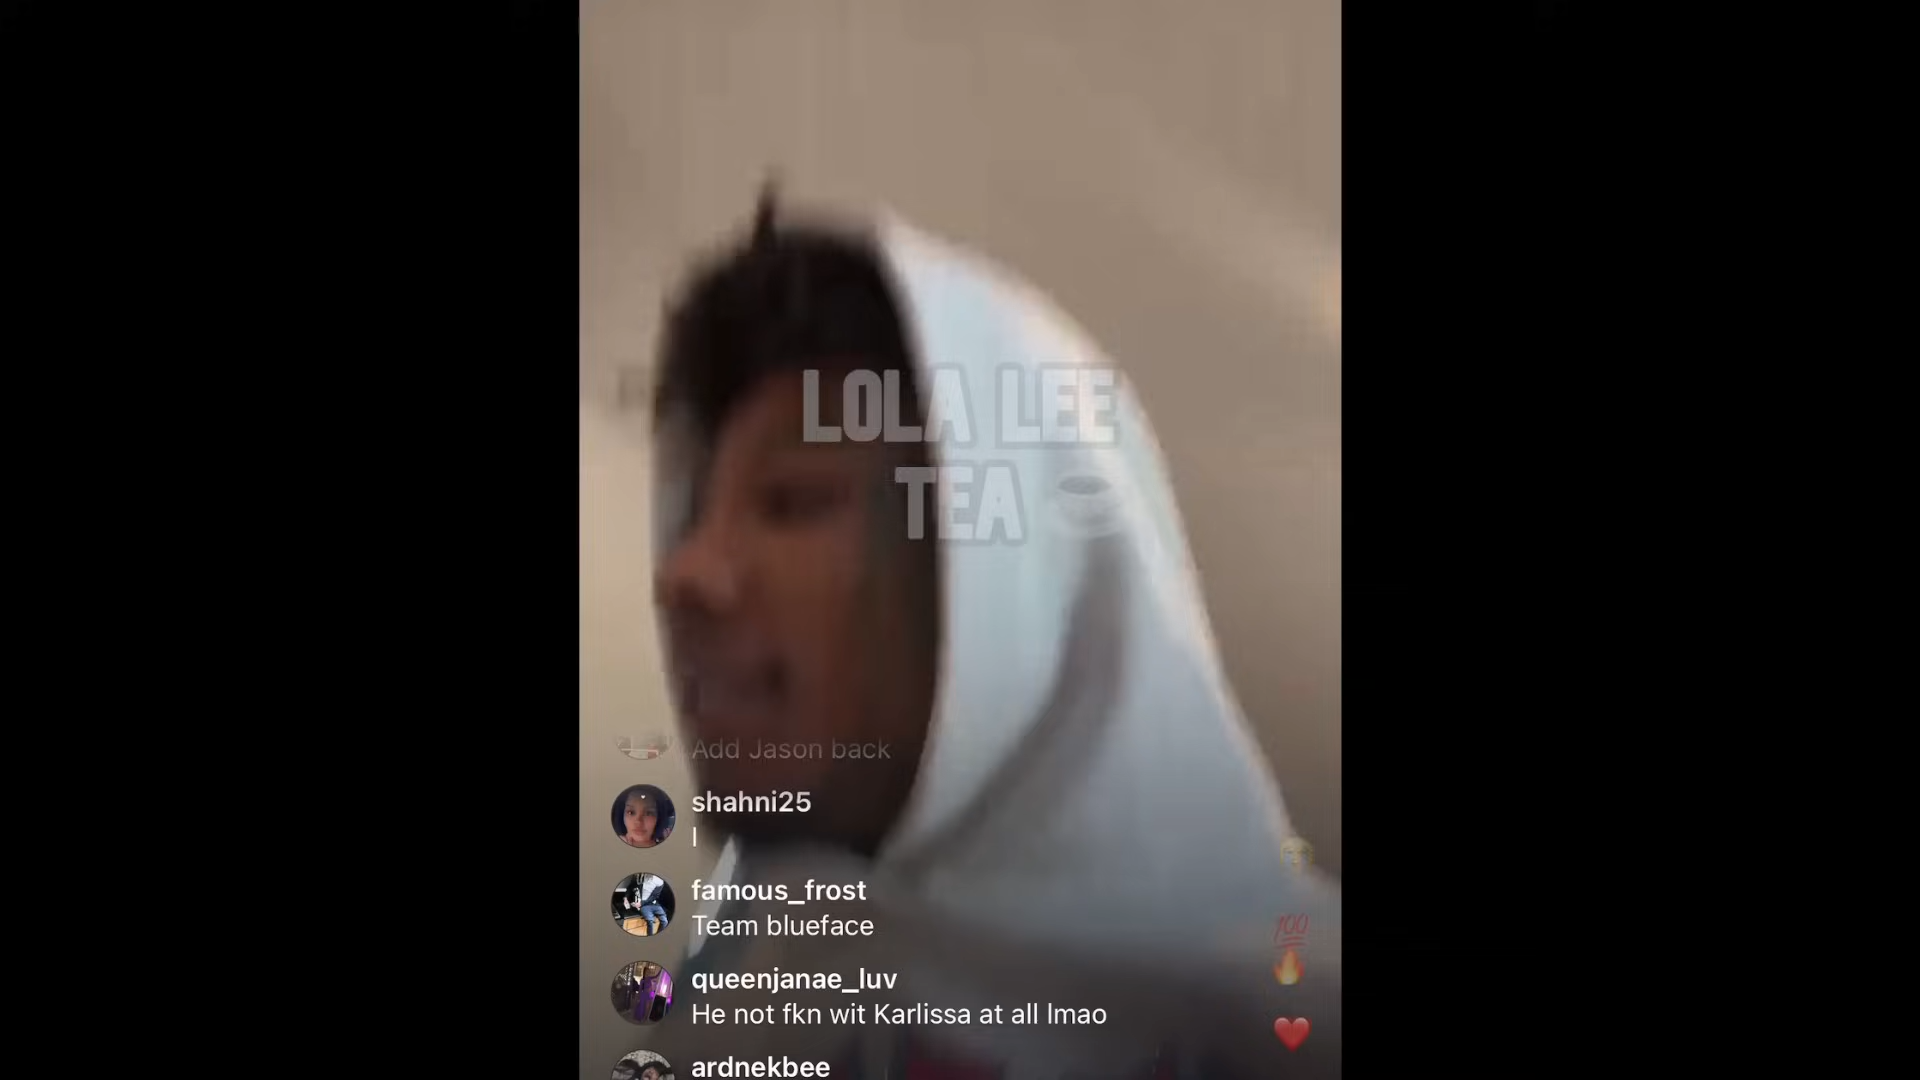 LOLA LEE
TEA
Add Jason back
shahni25
I
famous_frost
Team blueface
queenjanae_luv
He not fkn wit Karlissa at all lmao
ardnekbee
💯